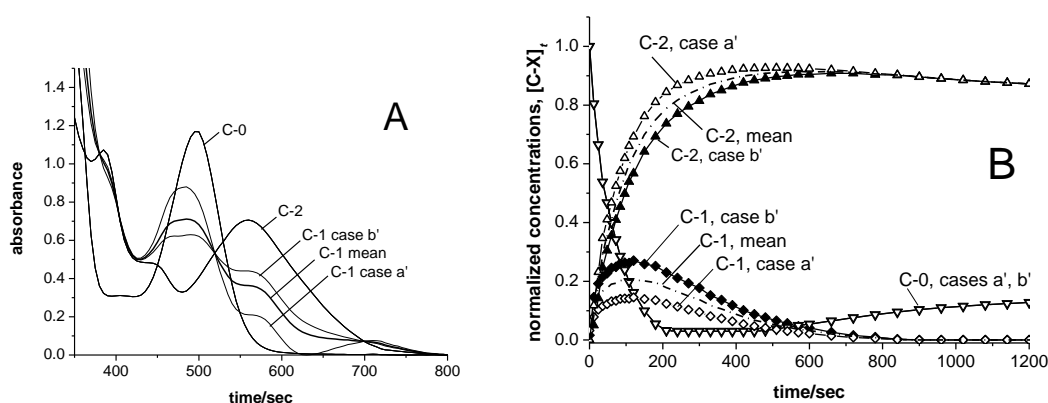 A
absorbance
1.4
1.2
1.0
0.8
0.6
0.4
0.2
0.0
400
500
600
700
800
time/sec
C-0
C-2
C-1 case b'
C-1 mean
C-1 case a'
B
normalized concentrations, [C-X]t
1.0
0.8
0.6
0.4
0.2
0.0
0
200
400
600
800
1000
1200
time/sec
C-2, case a'
C-2, mean
C-2, case b'
C-1, case b'
C-1, mean
C-1, case a'
C-0, cases a', b'